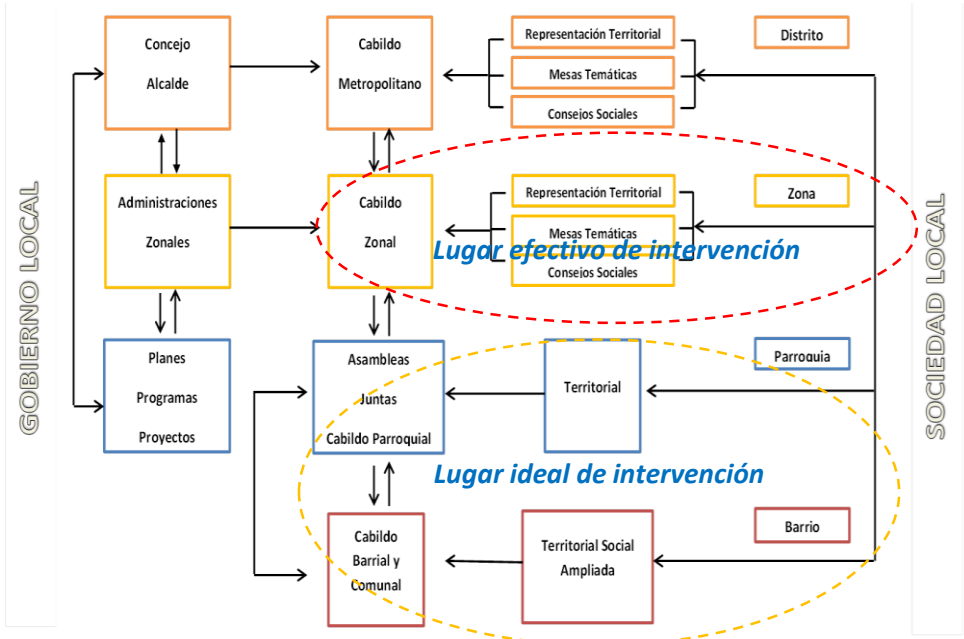 GOBIERNO LOCAL
Concejo
Alcalde
Cabildo
Metropolitano
Representación Territorial
Mesas Temáticas
Consejos Sociales
Distrito
Administraciones
Zonales
Cabildo
Zonal
Representación Territorial
Mesas Temáticas
Consejos Sociales
Zona
Lugar efectivo de intervención
Planes
Programas
Proyectos
Asambleas
Juntas
Cabildo Parroquial
Territorial
Parroquia
Lugar ideal de intervención
Cabildo
Barrial y
Comunal
Territorial Social
Ampliada
Barrio
SOCIEDAD LOCAL